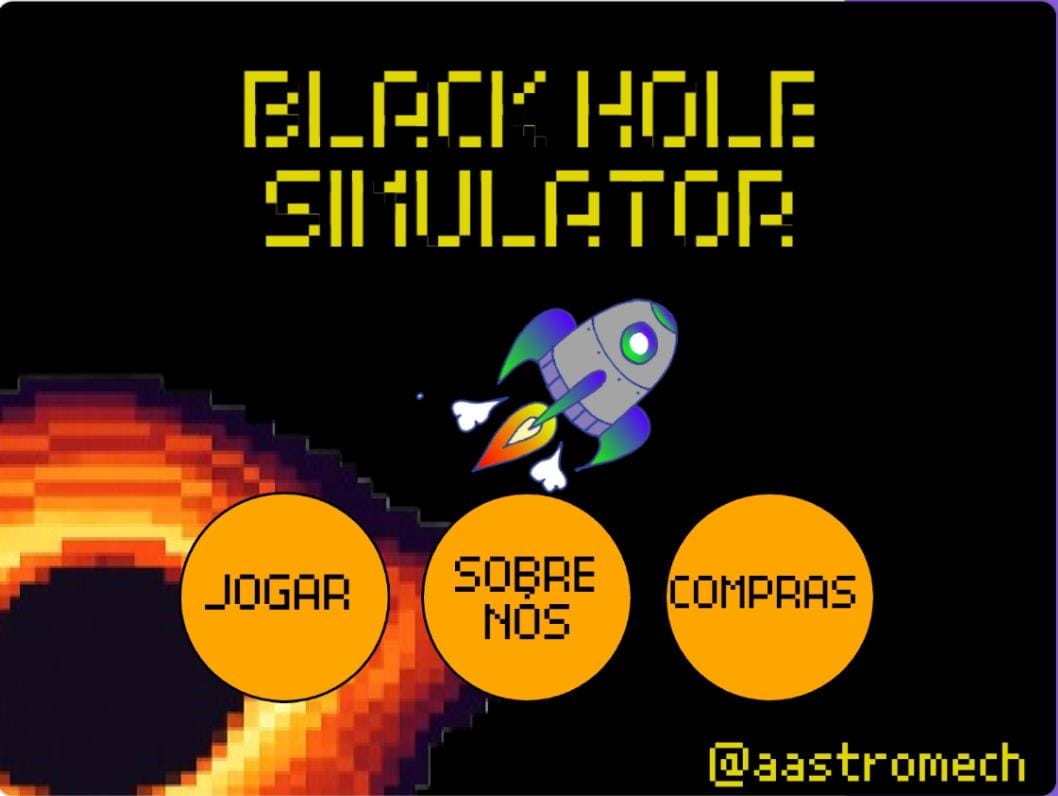 BLACK HOLE
SIMULATOR
JOGAR
SOBRE
NÓS
COMPRAS
@aastromech